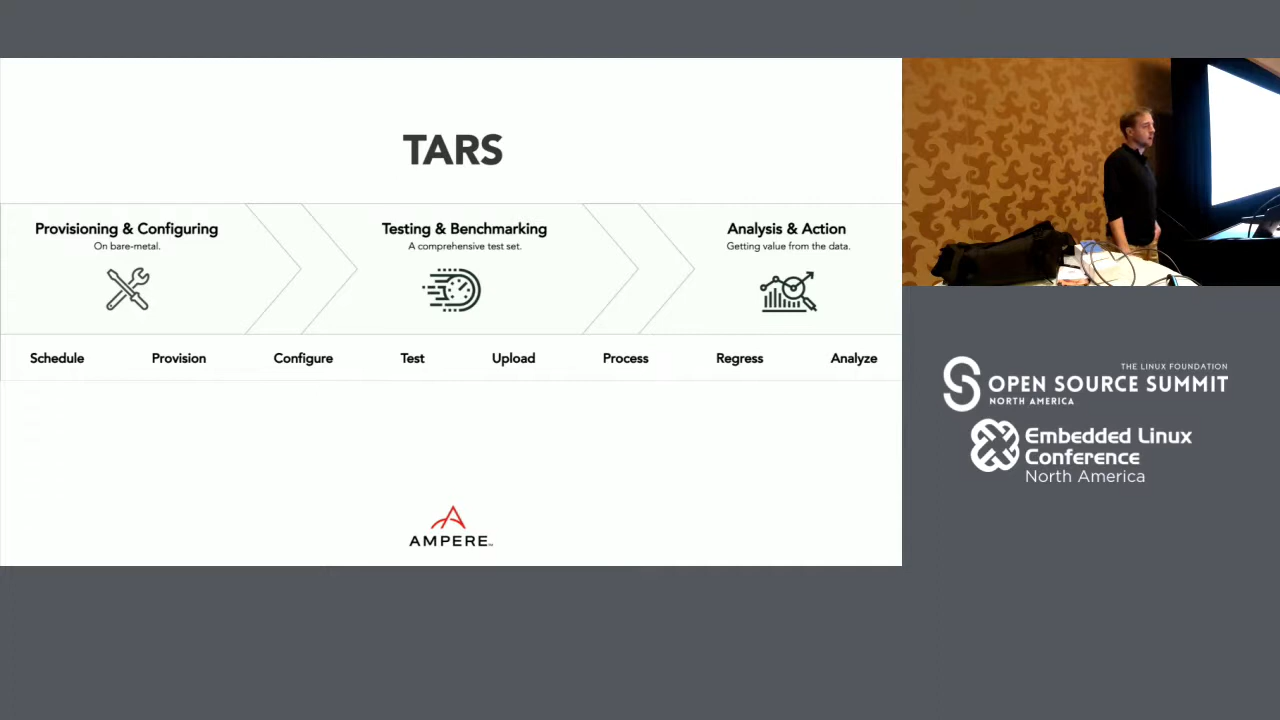 TARS
Provisioning & Configuring
On bare-metal.
Testing & Benchmarking
A comprehensive test set.
Analysis & Action
Getting value from the data.
Schedule Provision Configure Test Upload Process Regress Analyze
AMPERE™
THE LINUX FOUNDATION
OPEN SOURCE SUMMIT
NORTH AMERICA
Embedded Linux
Conference
North America